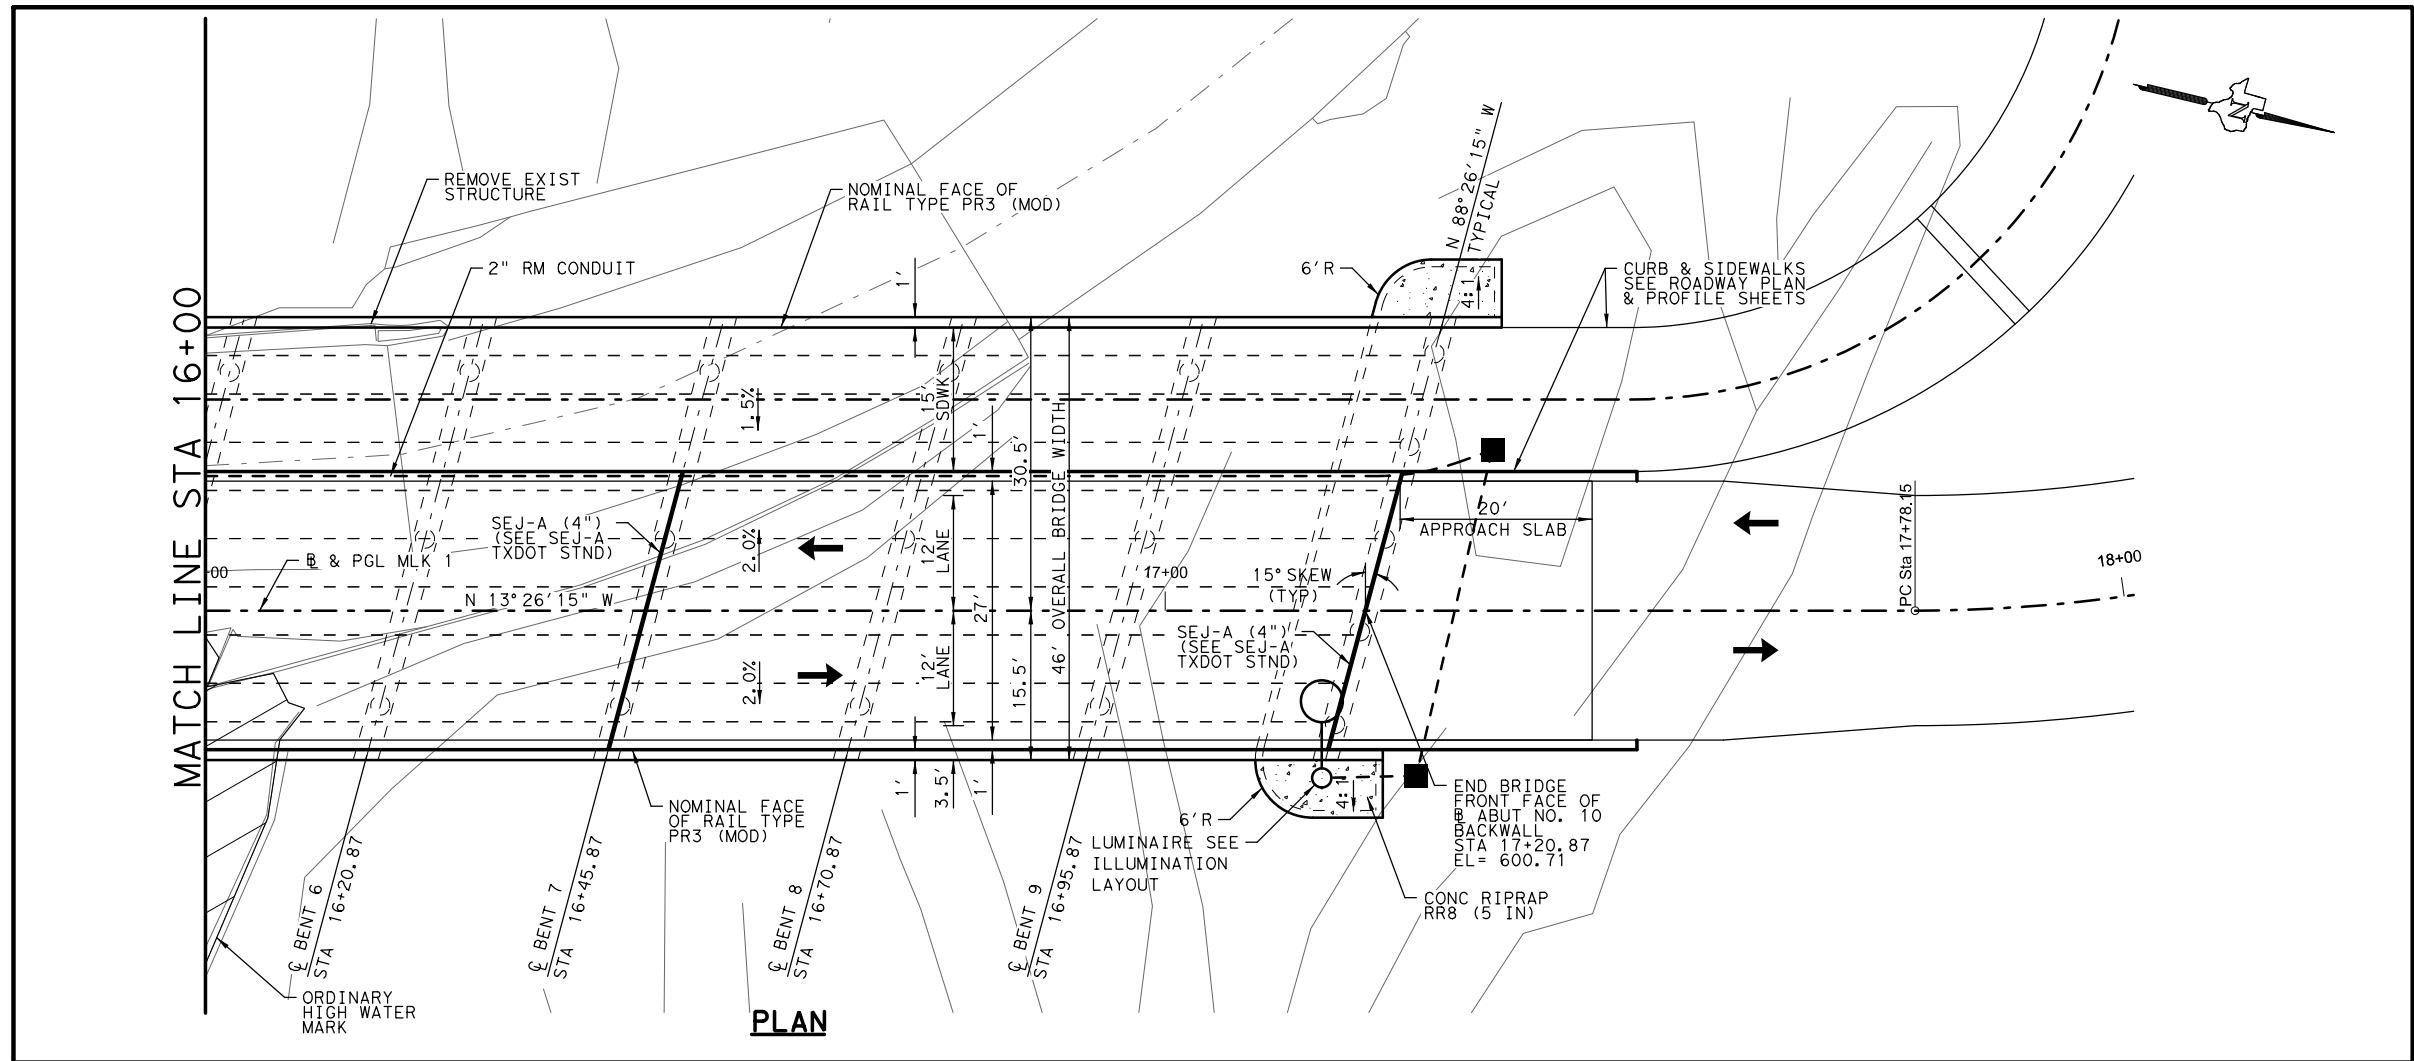 MATCH LINE STA 16+00
REMOVE EXIST
STRUCTURE
2" RM CONDUIT
NOMINAL FACE OF
RAIL TYPE PR3 (MOD)
1'
6'R
4:1
N 88°26'15" W
TYPICAL
CURB & SIDEWALKS
SEE ROADWAY PLAN
& PROFILE SHEETS
N
1.5%
15'
SDWK
1'
30.5'
46' OVERALL BRIDGE WIDTH
SEJ-A (4")
(SEE SEJ-A
TXDOT STND)
2.0%
12'
LANE
27'
20'
APPROACH SLAB
PC Sta 17+78.15
18+00
17+00
15° SKEW
(TYP)
00
℄ & PGL MLK 1
N 13°26'15" W
SEJ-A (4")
(SEE SEJ-A
TXDOT STND)
2.0%
12'
LANE
15.5'
1'
3.5'
1'
4:1
NOMINAL FACE
OF RAIL TYPE
PR3 (MOD)
6'R
LUMINAIRE SEE
ILLUMINATION
LAYOUT
END BRIDGE
FRONT FACE OF
℄ ABUT NO. 10
BACKWALL
STA 17+20.87
EL= 600.71
CONC RIPRAP
RR8 (5 IN)
℄ BENT 6
STA 16+20.87
℄ BENT 7
STA 16+45.87
℄ BENT 8
STA 16+70.87
℄ BENT 9
STA 16+95.87
ORDINARY
HIGH WATER
MARK
PLAN